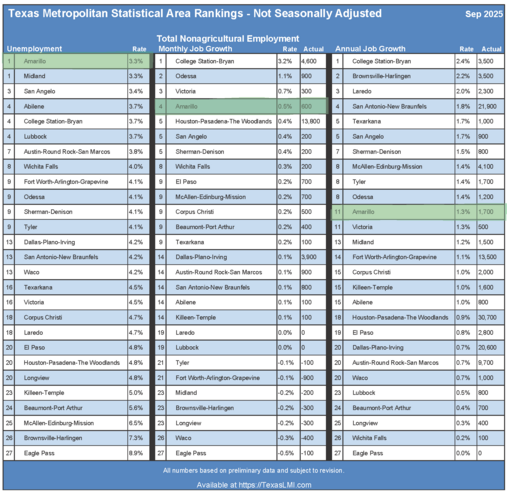 Texas Metropolitan Statistical Area Rankings - Not Seasonally Adjusted Sep 2025
Total Nonagricultural Employment
Unemployment Rate Monthly Job Growth Rate Actual Annual Job Growth Rate Actual
1 Amarillo 3.3% 1 College Station-Bryan 3.2% 4,600 1 College Station-Bryan 2.4% 3,500
1 Midland 3.3% 2 Odessa 1.1% 900 2 Brownsville-Harlingen 2.2% 3,500
3 San Angelo 3.4% 3 Victoria 0.7% 300 3 Laredo 2.0% 2,300
4 Abilene 3.7% 4 Amarillo 0.5% 600 4 San Antonio-New Braunfels 1.8% 21,900
4 College Station-Bryan 3.7% 5 Houston-Pasadena-The Woodlands 0.4% 13,800 5 Texarkana 1.7% 1,000
4 Lubbock 3.7% 5 San Angelo 0.4% 200 5 San Angelo 1.7% 900
7 Austin-Round Rock-San Marcos 3.8% 5 Sherman-Denison 0.4% 200 7 Sherman-Denison 1.5% 800
8 Wichita Falls 4.0% 8 Wichita Falls 0.3% 200 8 McAllen-Edinburg-Mission 1.4% 4,100
9 Fort Worth-Arlington-Grapevine 4.1% 9 El Paso 0.2% 700 8 Tyler 1.4% 1,700
9 Odessa 4.1% 9 McAllen-Edinburg-Mission 0.2% 700 8 Odessa 1.4% 1,200
9 Sherman-Denison 4.1% 9 Corpus Christi 0.2% 500 11 Amarillo 1.3% 1,700
9 Tyler 4.1% 9 Beaumont-Port Arthur 0.2% 400 11 Victoria 1.3% 500
13 Dallas-Plano-Irving 4.2% 9 Texarkana 0.2% 100 13 Midland 1.2% 1,500
13 San Antonio-New Braunfels 4.2% 14 Dallas-Plano-Irving 0.1% 3,900 14 Fort Worth-Arlington-Grapevine 1.1% 13,500
13 Waco 4.2% 14 Austin-Round Rock-San Marcos 0.1% 900 15 Corpus Christi 1.0% 2,000
16 Texarkana 4.5% 14 San Antonio-New Braunfels 0.1% 800 15 Killeen-Temple 1.0% 1,600
16 Victoria 4.5% 14 Abilene 0.1% 100 15 Abilene 1.0% 800
18 Corpus Christi 4.7% 14 Killeen-Temple 0.1% 100 18 Houston-Pasadena-The Woodlands 0.9% 30,700
18 Laredo 4.7% 19 Laredo 0.0% 0 19 El Paso 0.8% 2,800
20 El Paso 4.8% 19 Lubbock 0.0% 0 20 Dallas-Plano-Irving 0.7% 20,600
20 Houston-Pasadena-The Woodlands 4.8% 21 Tyler -0.1% -100 20 Austin-Round Rock-San Marcos 0.7% 9,700
20 Longview 4.8% 21 Fort Worth-Arlington-Grapevine -0.1% -900 20 Waco 0.7% 1,000
23 Killeen-Temple 5.0% 23 Midland -0.2% -200 23 Lubbock 0.5% 800
24 Beaumont-Port Arthur 5.6% 23 Brownsville-Harlingen -0.2% -300 24 Beaumont-Port Arthur 0.4% 700
25 McAllen-Edinburg-Mission 6.5% 23 Longview -0.2% -300 25 Longview 0.3% 400
26 Brownsville-Harlingen 7.3% 26 Waco -0.3% -400 26 Wichita Falls 0.2% 100
27 Eagle Pass 8.9% 27 Eagle Pass -0.5% -100 27 Eagle Pass 0.0% 0
All numbers based on preliminary data and subject to revision.
Available at https://TexasLMI.com